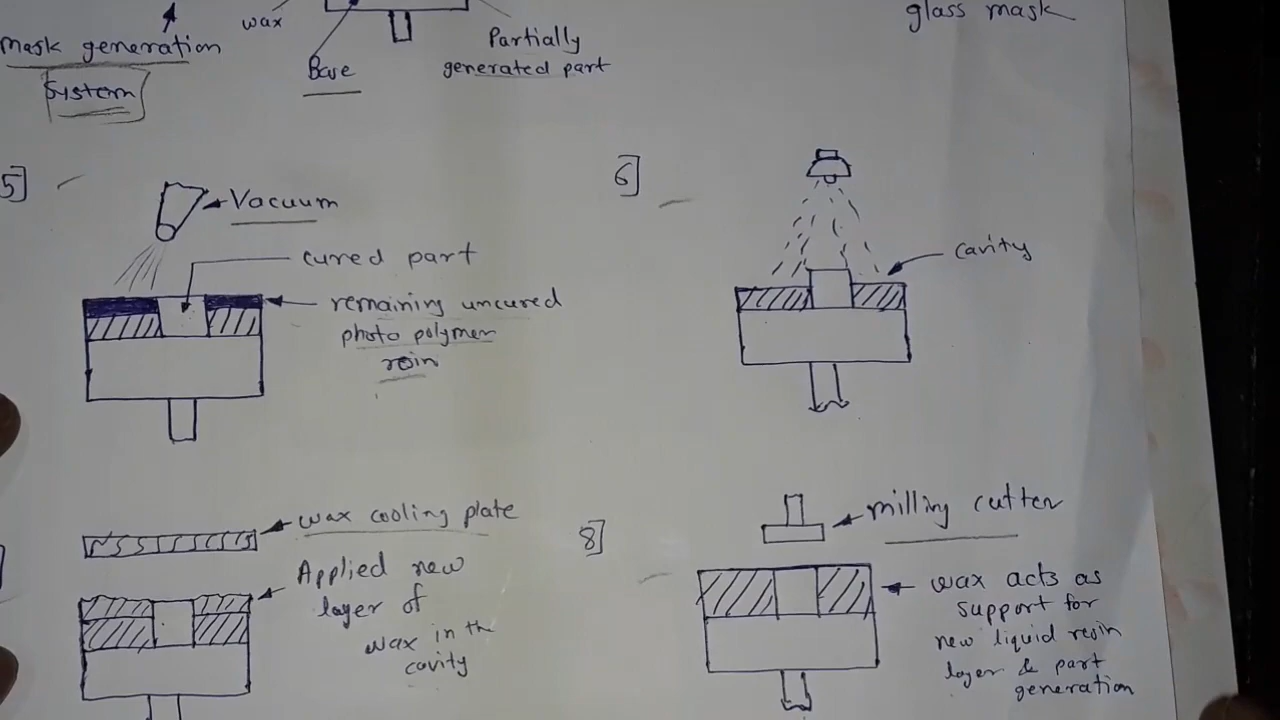 wax
glass mask
mask generation
System
Base
Partially
generated part
5]
Vacuum
cured part
remaining uncured
photo polymer
resin
6]
cavity
wax cooling plate
Applied new
layer of
wax in the
cavity
8]
milling cutter
wax acts as
support for
new liquid resin
layer & part
generation